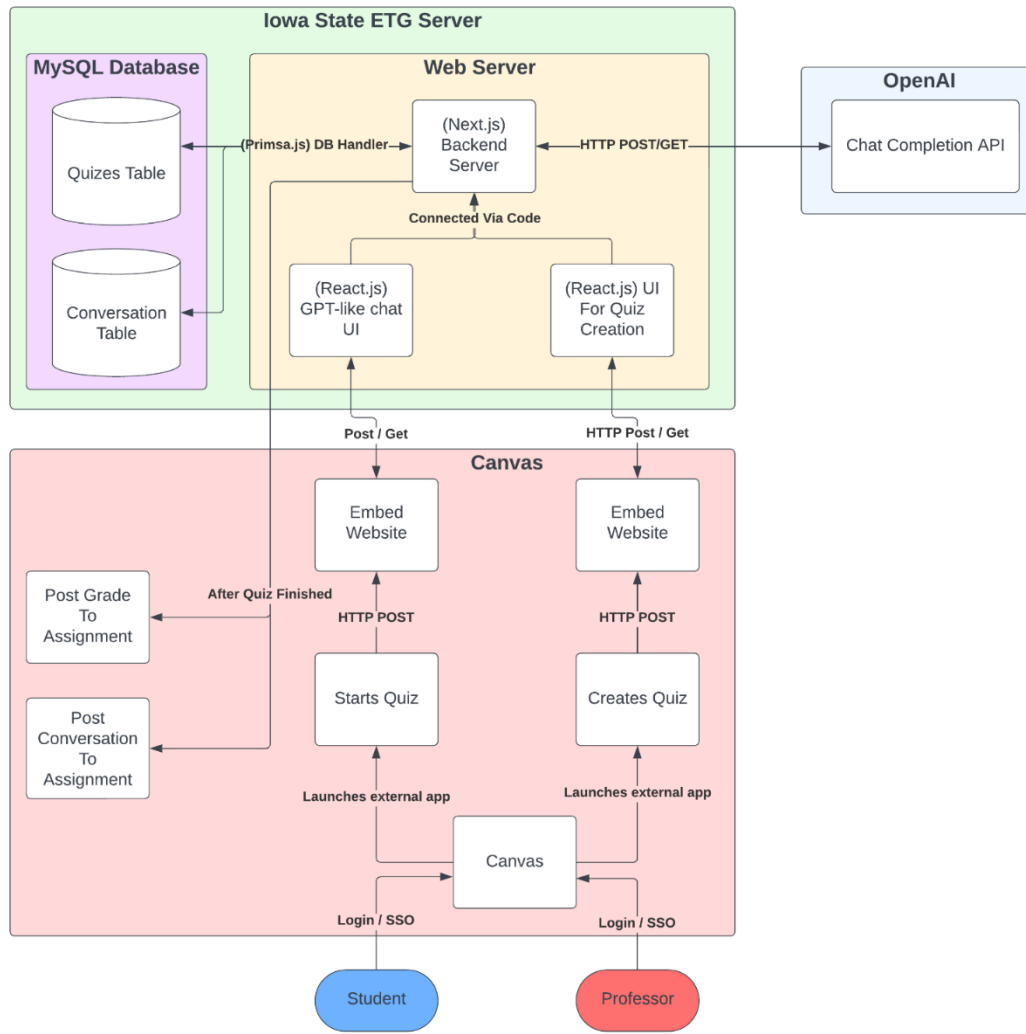 Iowa State ETG Server
MySQL Database
Web Server
OpenAI
Quizes Table
(Primsa.js) DB Handler
(Next.js)
Backend
Server
HTTP POST/GET
Chat Completion API
Connected Via Code
Conversation
Table
(React.js)
GPT-like chat
UI
(React.js) UI
For Quiz
Creation
Post / Get
HTTP Post / Get
Canvas
Embed
Website
Embed
Website
Post Grade
To
Assignment
After Quiz Finished
HTTP POST
HTTP POST
Starts Quiz
Creates Quiz
Post
Conversation
To
Assignment
Launches external app
Launches external app
Canvas
Login / SSO
Login / SSO
Student
Professor